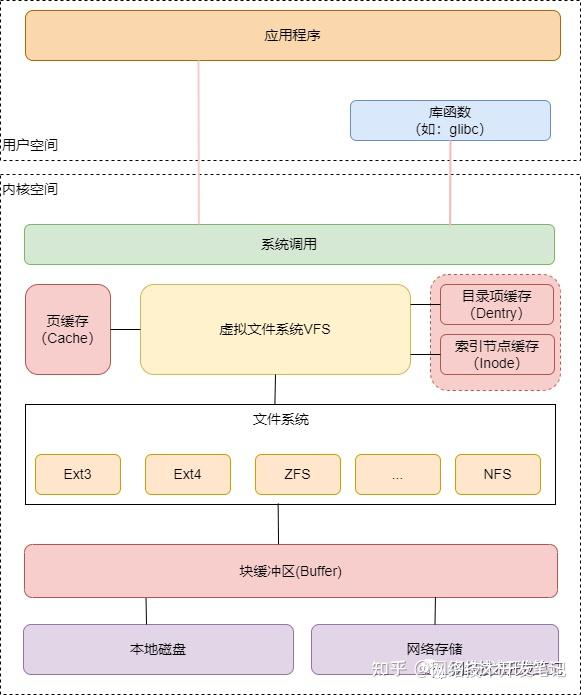 应用程序
库函数
（如：glibc）
用户空间
内核空间
系统调用
页缓存
（Cache）
虚拟文件系统VFS
目录项缓存
（Dentry）
索引节点缓存
（Inode）
文件系统
Ext3
Ext4
ZFS
...
NFS
块缓冲区(Buffer)
本地磁盘
网络存储
知乎